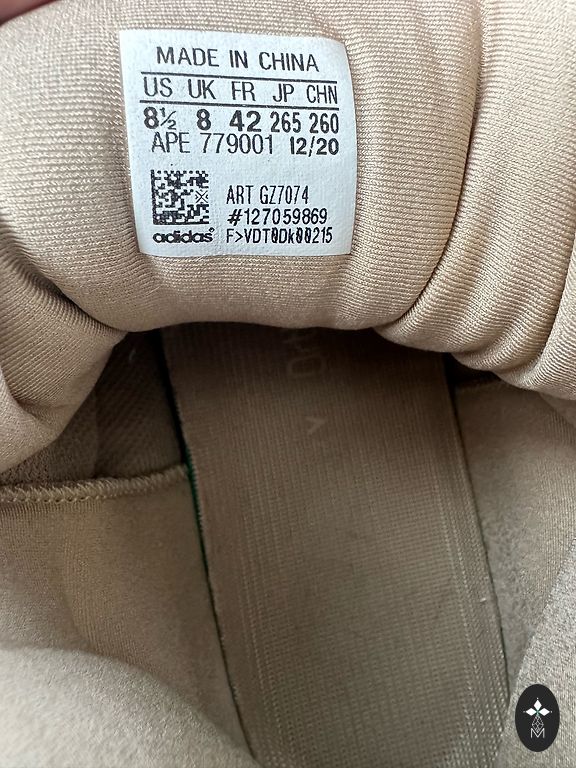 MADE IN CHINA
US UK FR JP CHN
8½ 8 42 265 260
APE 779001 12/20
ART GZ7074
#127059869
adidas®
F>VDT0Dk00215
M